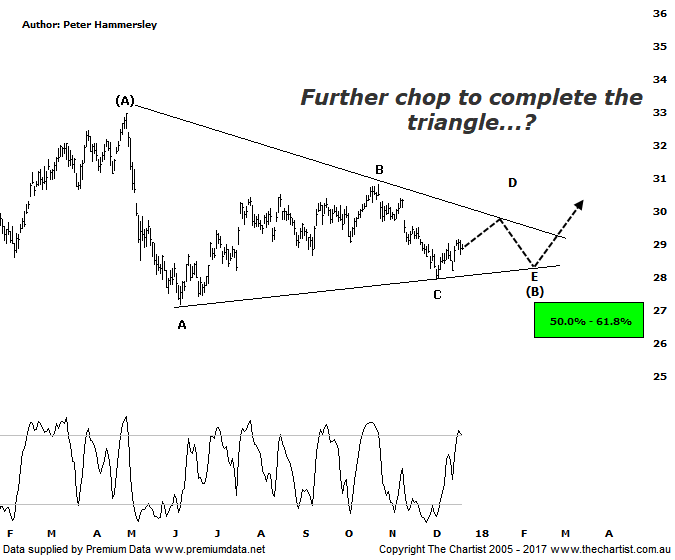 36
Author: Peter Hammersley
35
34
(A)
Further chop to complete the
triangle...?
33
32
B
31
D
30
29
28
E
C
(B)
27
A
50.0% - 61.8%
26
25
F M A M J J A S O N D 18 F M A
Data supplied by Premium Data www.premiumdata.net
Copyright The Chartist 2005 - 2017 www.thechartist.com.au